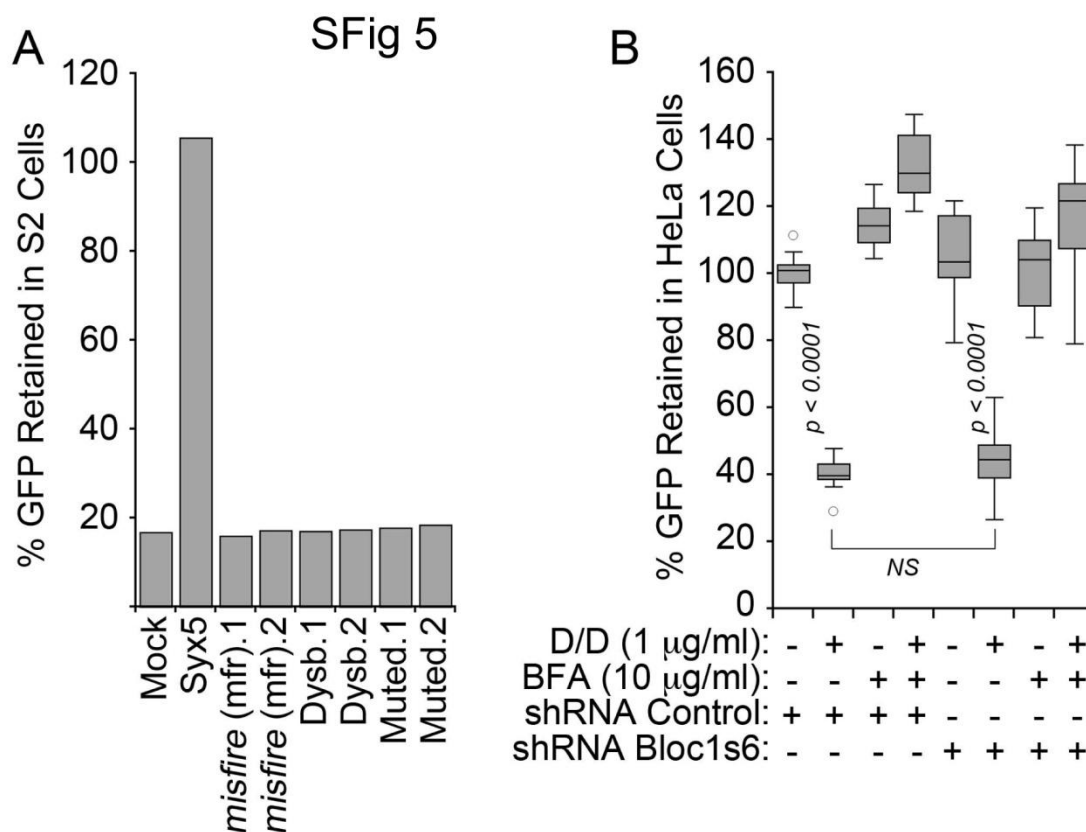 SFig 5
A
% GFP Retained in S2 Cells
120
100
80
60
40
20
Mock
Syx5
misfire (mfr).1
misfire (mfr).2
Dysb.1
Dysb.2
Muted.1
Muted.2
B
% GFP Retained in HeLa Cells
160
140
120
100
80
60
40
20
0
p < 0.0001
p < 0.0001
NS
D/D (1 μg/ml): - + - + - + - +
BFA (10 μg/ml): - - + + - - + +
shRNA Control: + + + + - - - -
shRNA Bloc1s6: - - - - + + + +